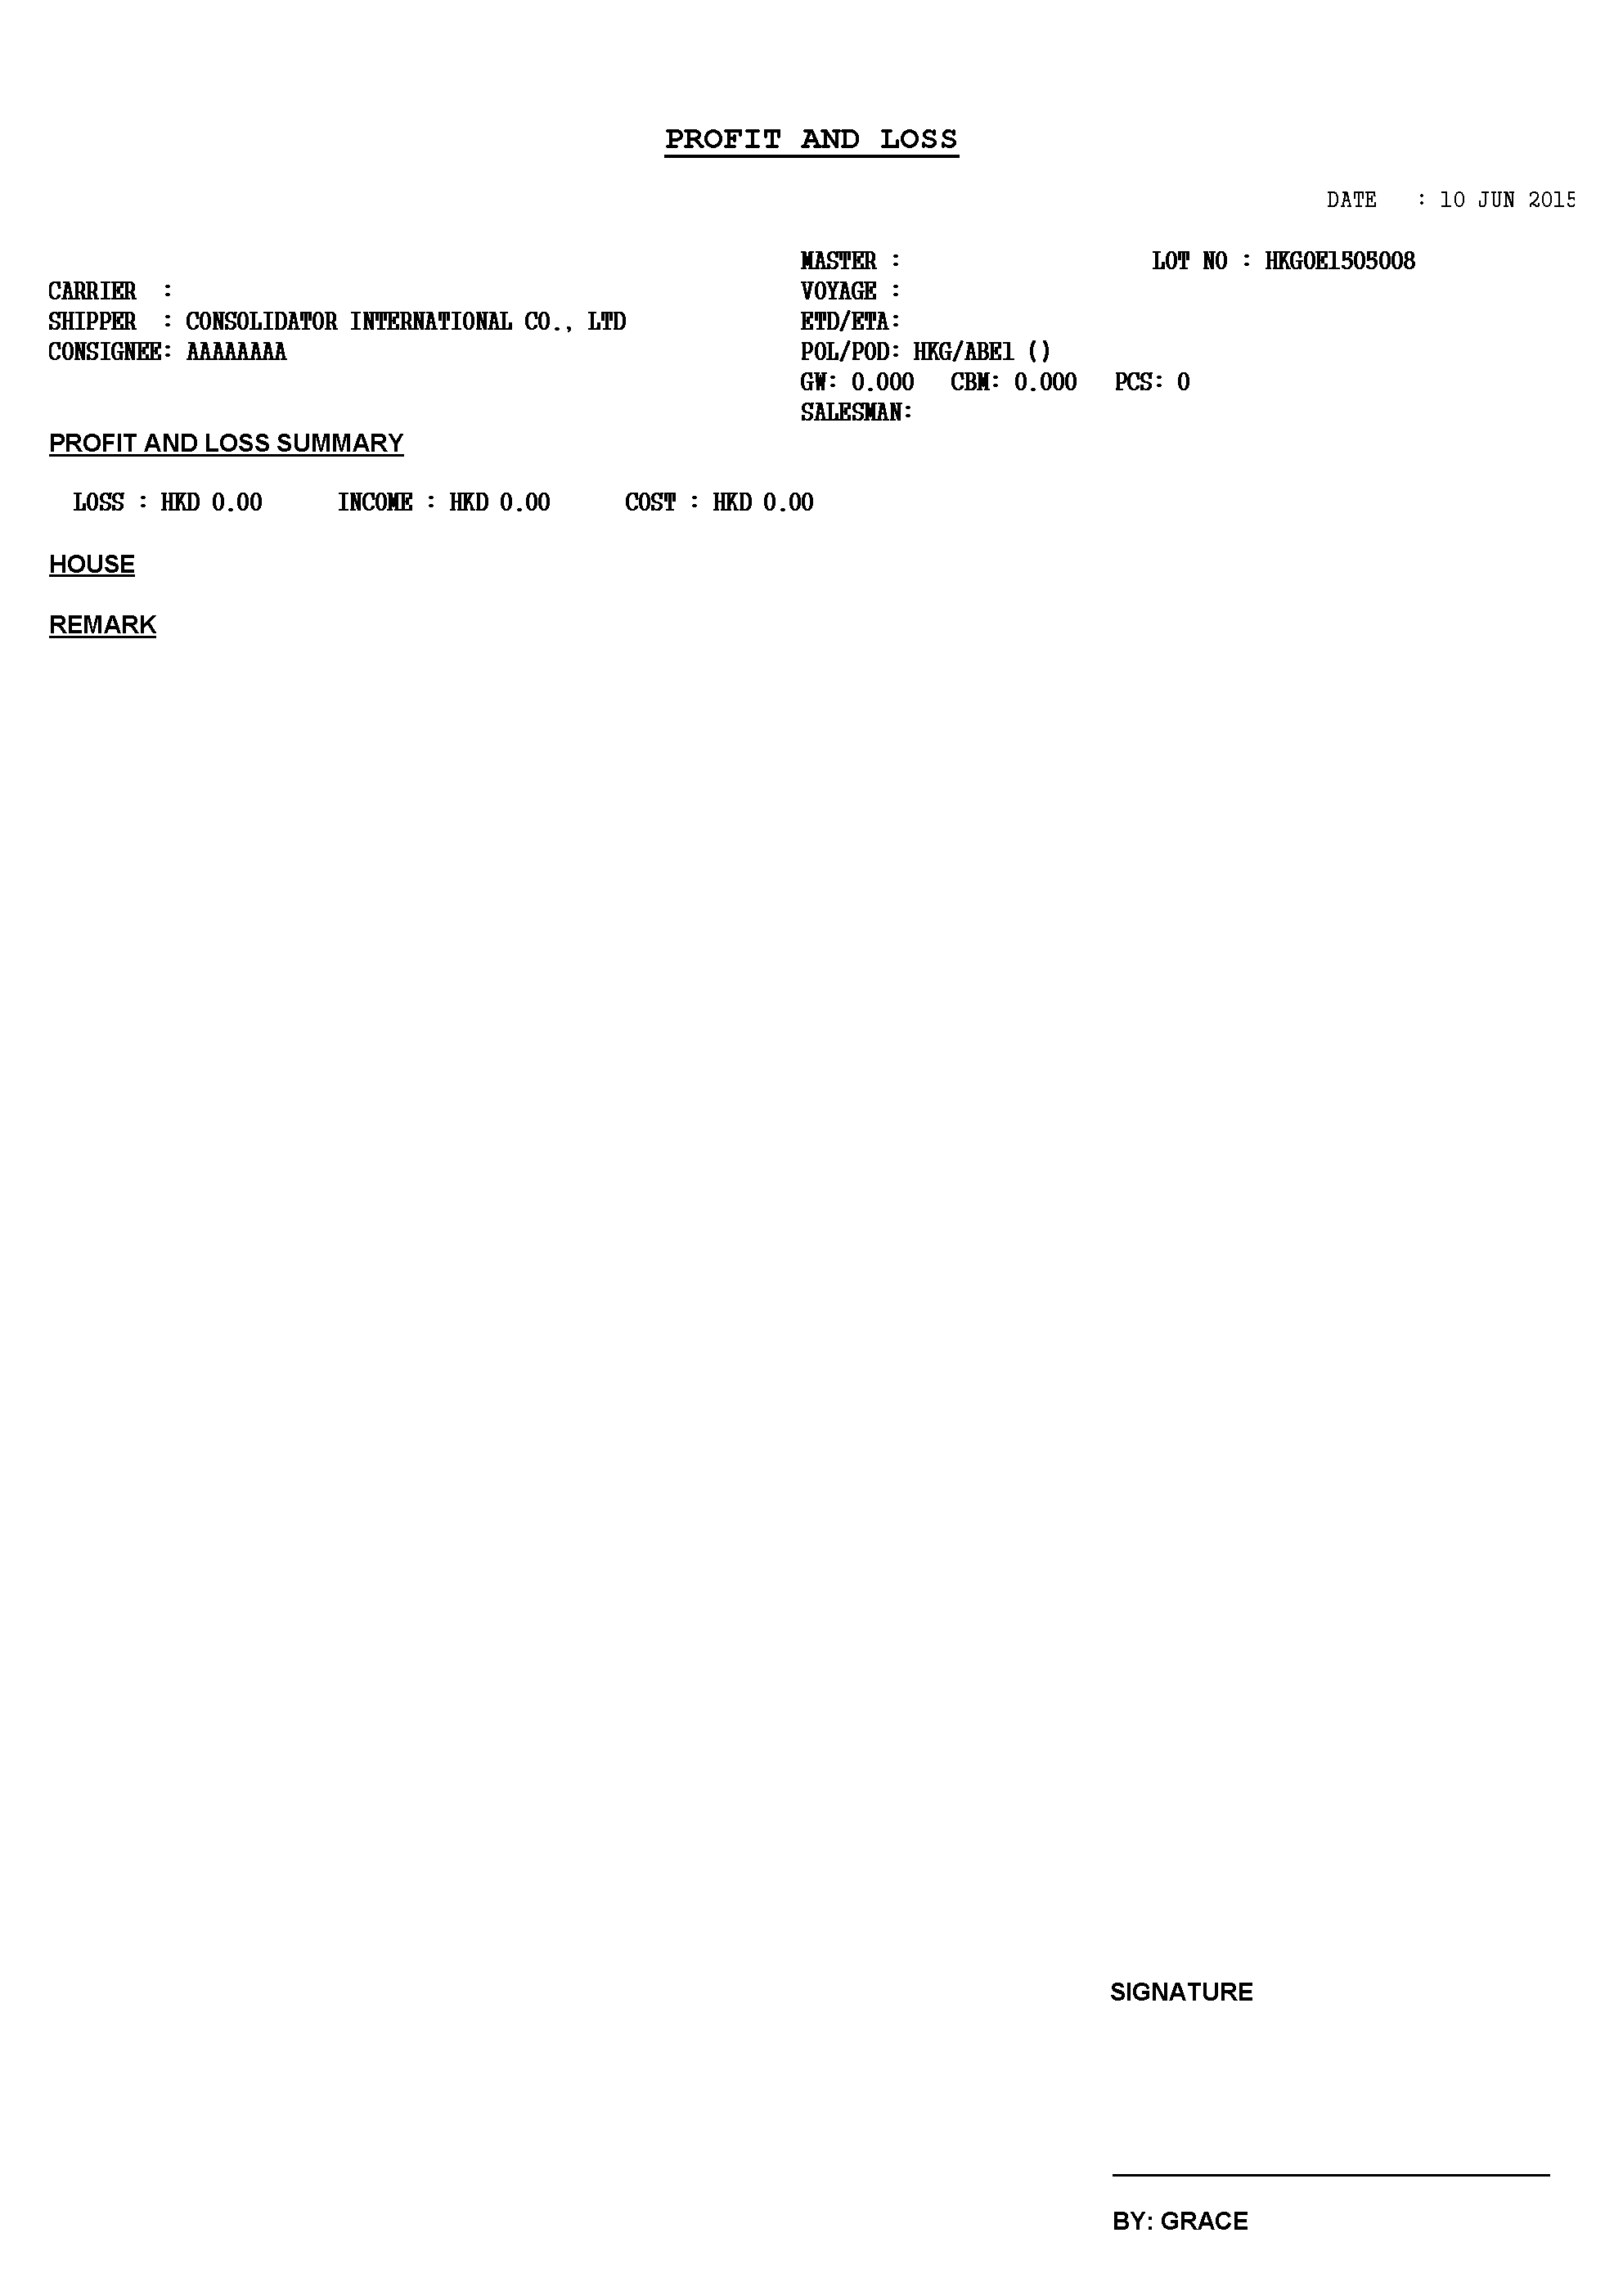 PROFIT AND LOSS
DATE : 10 JUN 2015
MASTER : LOT NO : HKGOE1505008
CARRIER : VOYAGE :
SHIPPER : CONSOLIDATOR INTERNATIONAL CO., LTD ETD/ETA:
CONSIGNEE: AAAAAAAA POL/POD: HKG/ABE1 ()
GW: 0.000 CBM: 0.000 PCS: 0
SALESMAN:
PROFIT AND LOSS SUMMARY
LOSS : HKD 0.00 INCOME : HKD 0.00 COST : HKD 0.00
HOUSE
REMARK
SIGNATURE
BY: GRACE